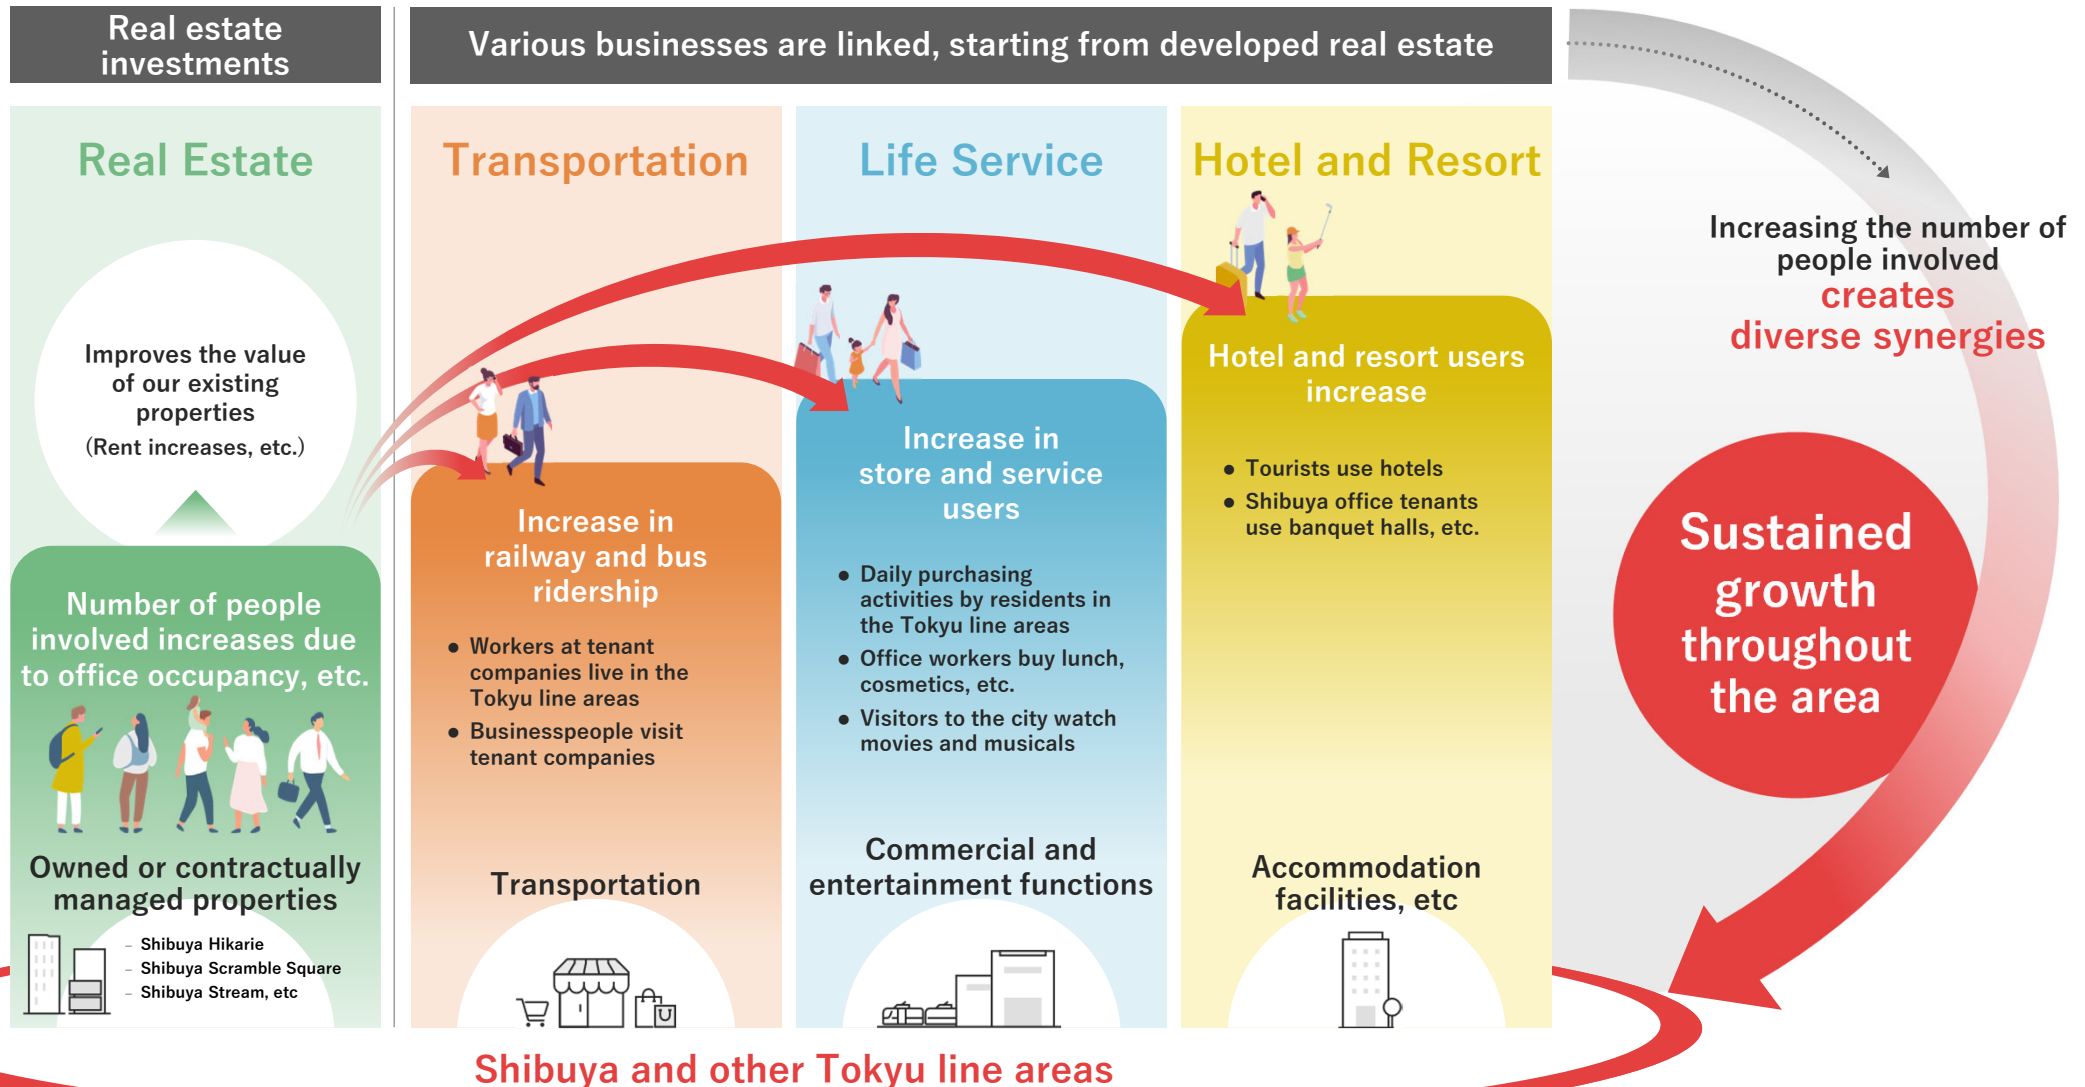 Real estate
investments
Various businesses are linked, starting from developed real estate
Real Estate
Improves the value
of our existing
properties
(Rent increases, etc.)
Number of people
involved increases due
to office occupancy, etc.
Owned or contractually
managed properties
– Shibuya Hikarie
– Shibuya Scramble Square
– Shibuya Stream, etc
Transportation
Increase in
railway and bus
ridership
● Workers at tenant
companies live in the
Tokyu line areas
● Businesspeople visit
tenant companies
Transportation
Life Service
Increase in
store and service
users
● Daily purchasing
activities by residents in
the Tokyu line areas
● Office workers buy lunch,
cosmetics, etc.
● Visitors to the city watch
movies and musicals
Commercial and
entertainment functions
Hotel and Resort
Hotel and resort users
increase
● Tourists use hotels
● Shibuya office tenants
use banquet halls, etc.
Accommodation
facilities, etc
Increasing the number of
people involved
creates
diverse synergies
Sustained
growth
throughout
the area
Shibuya and other Tokyu line areas